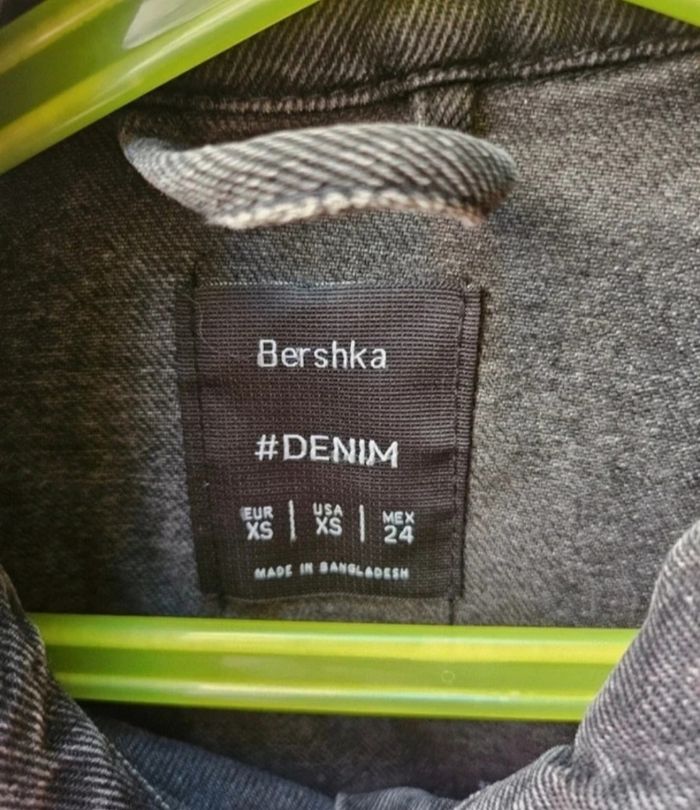 Bershka
#DENIM
EUR | USA | MEX
XS | XS | 24
MADE IN BANGLADESH